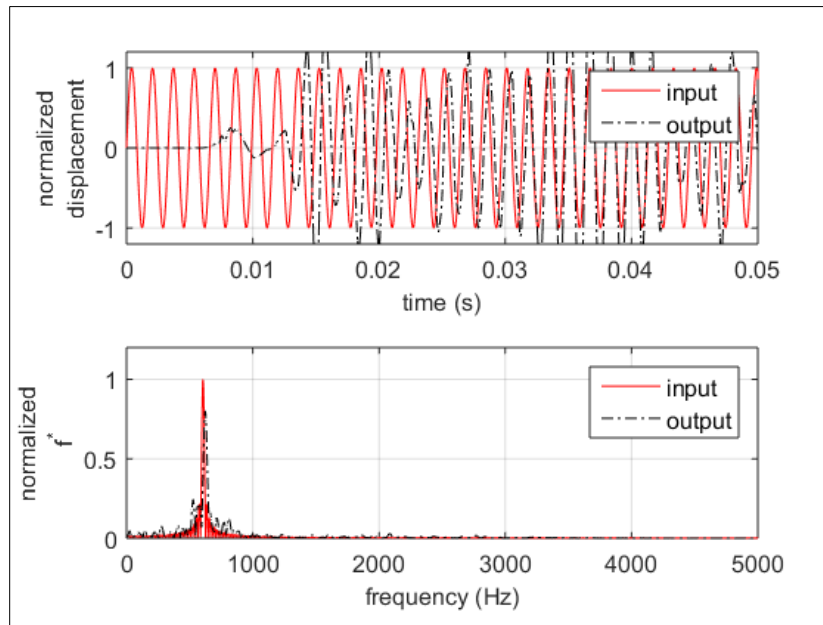 normalized
displacement
1
0
-1
input
output
0
0.01
0.02
0.03
0.04
0.05
time (s)
normalized
f*
1
0.5
0
input
output
0
1000
2000
3000
4000
5000
frequency (Hz)